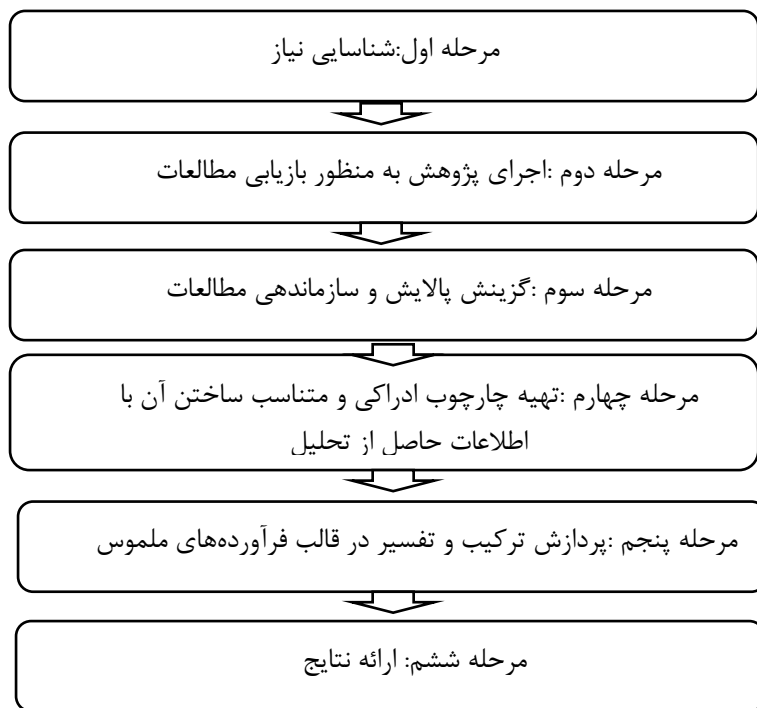 مرحله اول:شناسایی نیاز
مرحله دوم :اجرای پژوهش به منظور بازیابی مطالعات
مرحله سوم :گزینش پالایش و سازماندهی مطالعات
مرحله چهارم :تهیه چارچوب ادراکی و متناسب ساختن آن با
اطلاعات حاصل از تحلیل
مرحله پنجم :پردازش ترکیب و تفسیر در قالب فرآورده‌های ملموس
مرحله ششم: ارائه نتایج